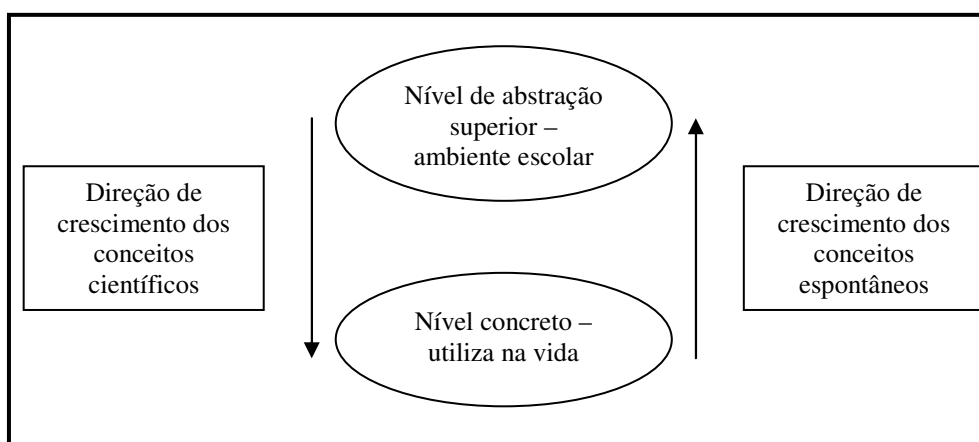 Nível de abstração
superior –
ambiente escolar
Direção de
crescimento dos
conceitos
científicos
Direção de
crescimento dos
conceitos
espontâneos
Nível concreto –
utiliza na vida